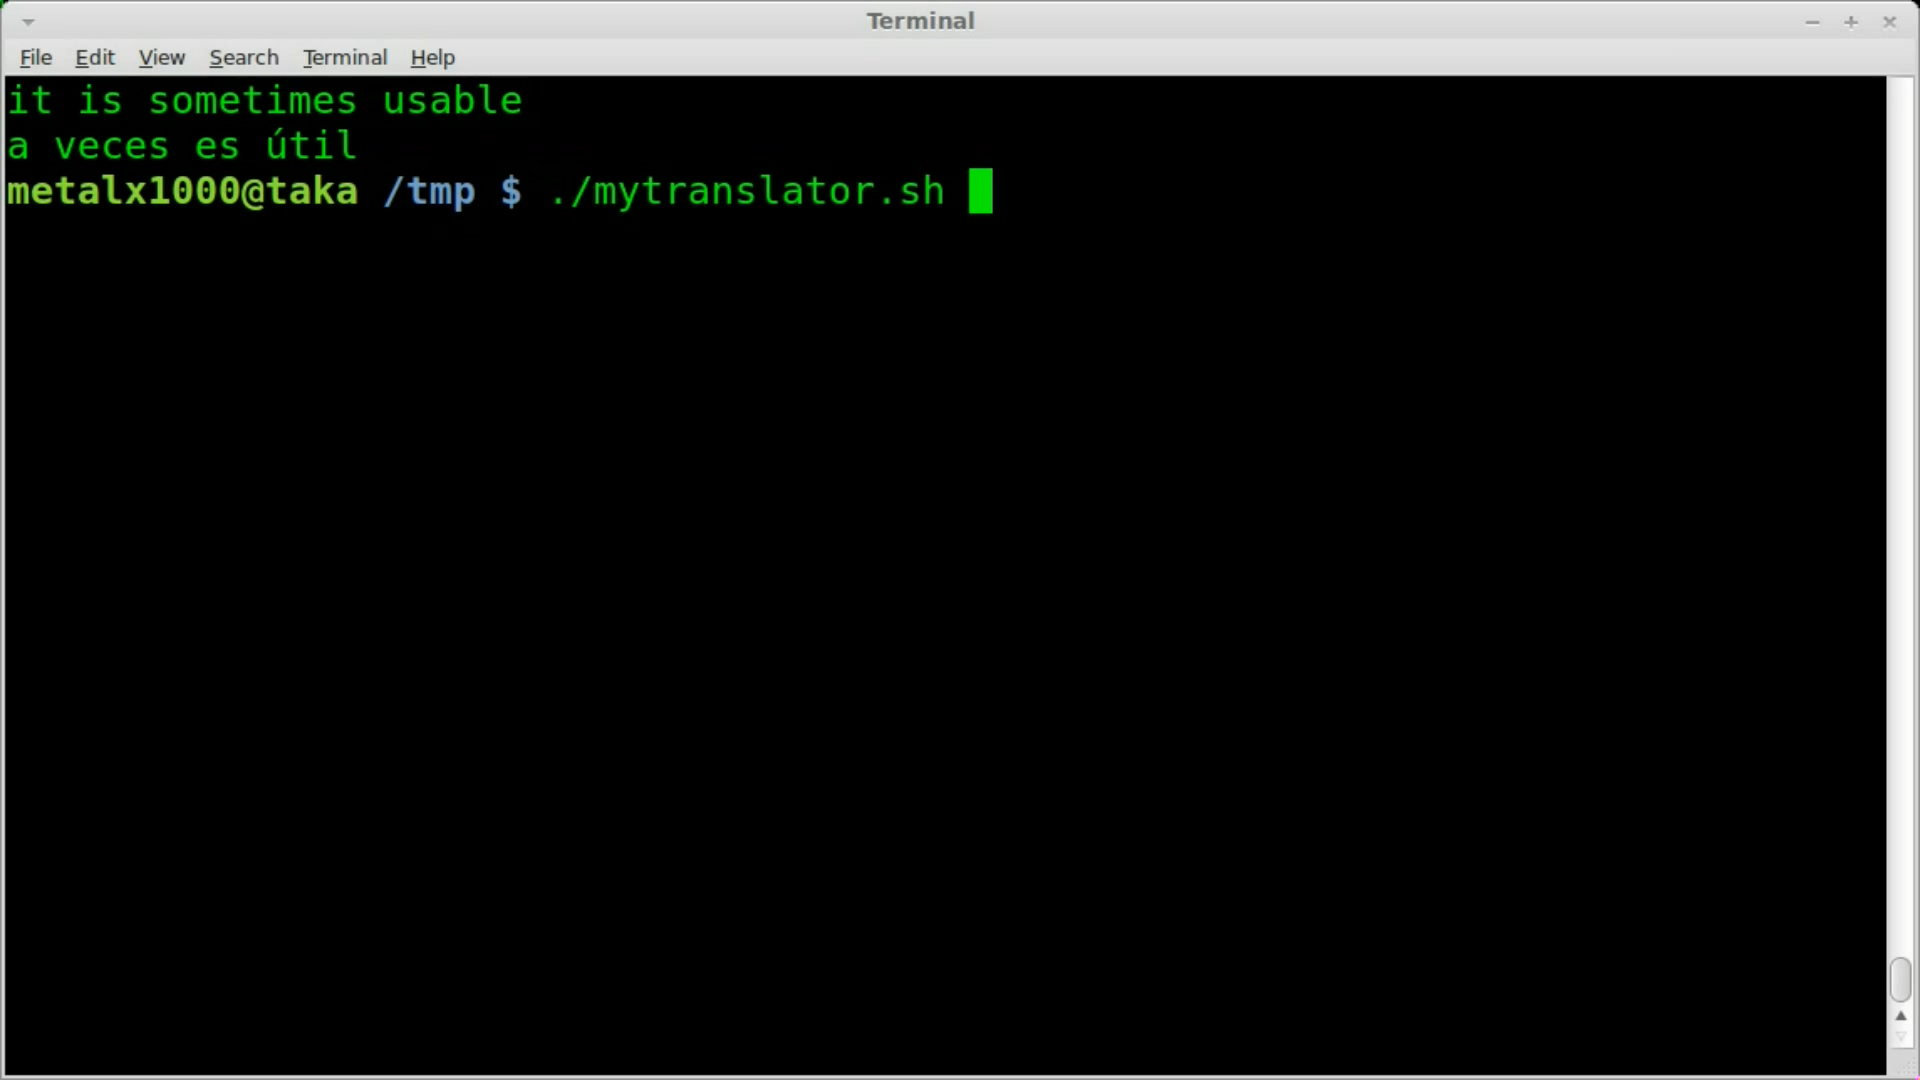 Terminal
File Edit View Search Terminal Help
it is sometimes usable
a veces es útil
metalx1000@taka /tmp $ ./mytranslator.sh